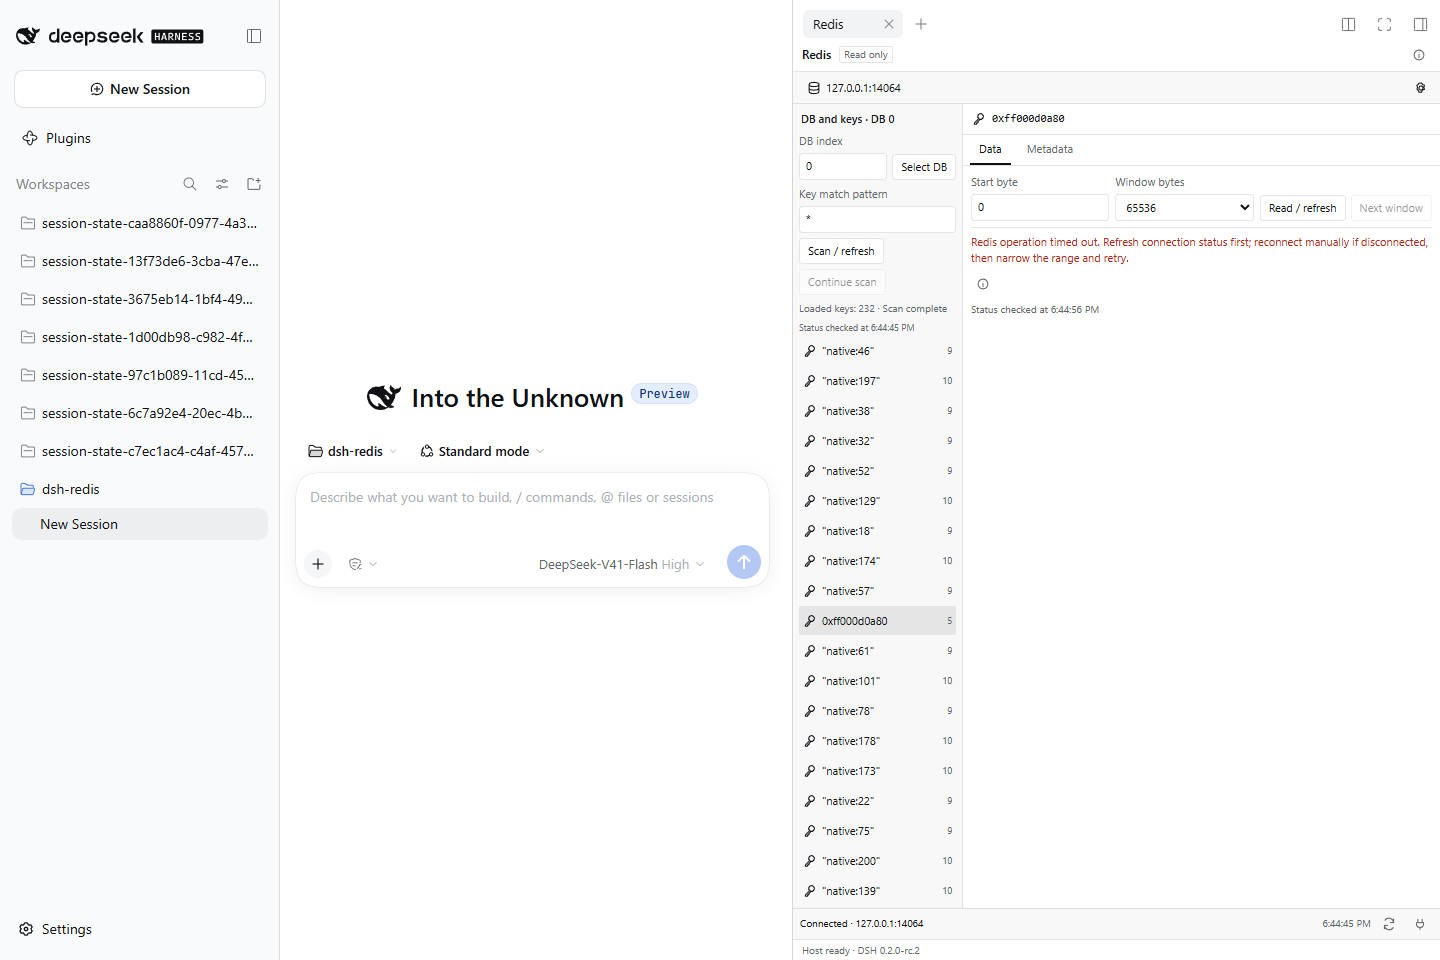 deepseek HARNESS
New Session
Plugins
Workspaces
session-state-caa8860f-0977-4a3...
session-state-13f73de6-3cba-47e...
session-state-3675eb14-1bf4-49...
session-state-1d00db98-c982-4f...
session-state-97c1b089-11cd-45...
session-state-6c7a92e4-20ec-4b...
session-state-c7ec1ac4-c4af-457...
dsh-redis
New Session
Settings
Into the Unknown Preview
dsh-redis Standard mode
Describe what you want to build, / commands, @ files or sessions
DeepSeek-V41-Flash High
Redis
Redis Read only
127.0.0.1:14064
DB and keys · DB 0
DB index
0 Select DB
Key match pattern
*
Scan / refresh
Continue scan
Loaded keys: 232 · Scan complete
Status checked at 6:44:45 PM
"native:46" 9
"native:197" 10
"native:38" 9
"native:32" 9
"native:52" 9
"native:129" 10
"native:18" 9
"native:174" 10
"native:57" 9
0xff000d0a80 5
"native:61" 9
"native:101" 10
"native:78" 9
"native:178" 10
"native:173" 10
"native:22" 9
"native:75" 9
"native:200" 10
"native:139" 10
0xff000d0a80
Data Metadata
Start byte Window bytes
0 65536 Read / refresh Next window
Redis operation timed out. Refresh connection status first; reconnect manually if disconnected,
then narrow the range and retry.
Status checked at 6:44:56 PM
Connected · 127.0.0.1:14064 6:44:45 PM
Host ready · DSH 0.2.0-rc.2